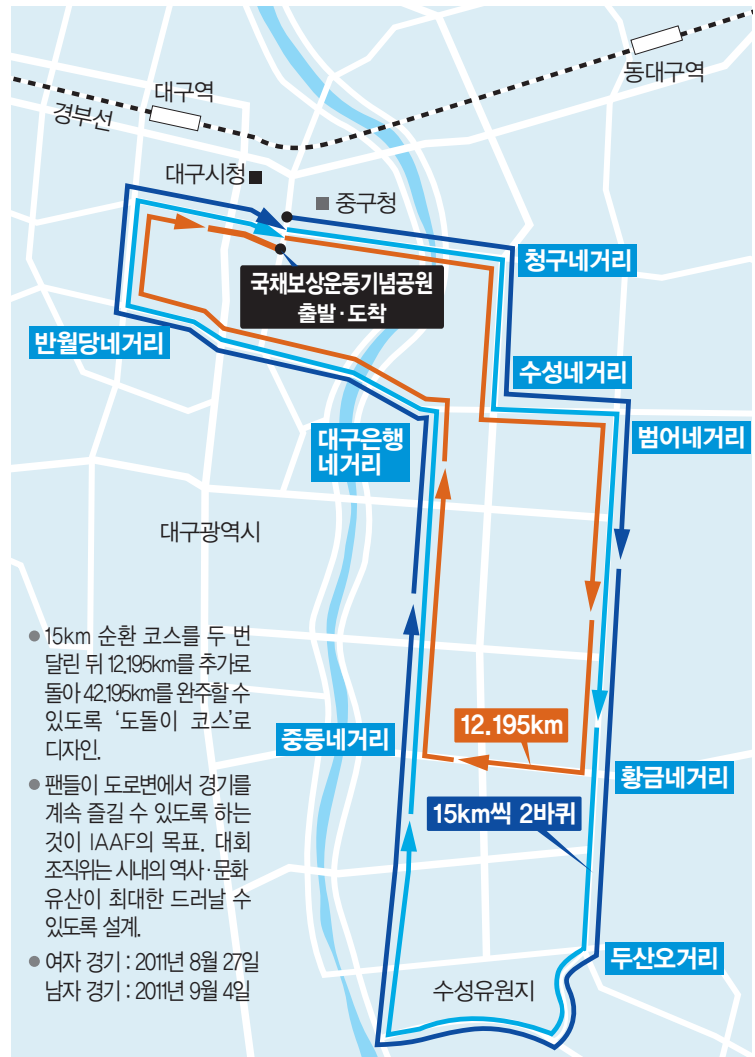 동대구역
대구역
경부선
대구시청
중구청
청구네거리
국채보상운동기념공원
출발·도착
반월당네거리
수성네거리
대구은행
네거리
범어네거리
대구광역시
15km 순환 코스를 두 번
달린 뒤 12.195km를 추가로
돌아 42.195km를 완주할 수
있도록 ‘도돌이 코스’로
디자인.
12.195km
중동네거리
황금네거리
팬들이 도로변에서 경기를
계속 즐길 수 있도록 하는
것이 IAAF의 목표. 대회
조직위는 시내의 역사·문화
유산이 최대한 드러날 수
있도록 설계.
15km씩 2바퀴
두산오거리
여자 경기 : 2011년 8월 27일
남자 경기 : 2011년 9월 4일
수성유원지